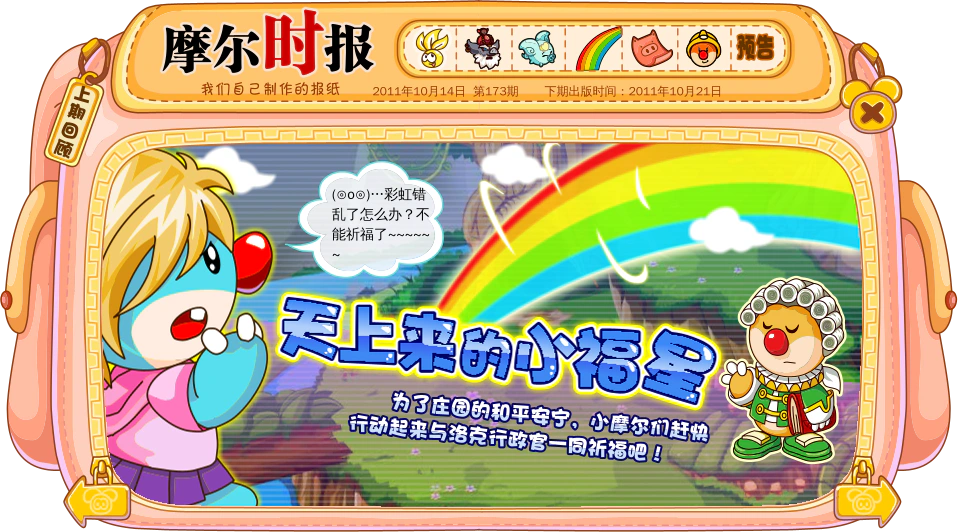 摩尔时报
预告
我们自己制作的报纸
2011年10月14日 第173期 下期出版时间：2011年10月21日
上期回顾
(⊙o⊙)…彩虹错
乱了怎么办？不
能祈福了~~~~~
~
天上来的小福星
为了庄园的和平安宁，小摩尔们赶快
行动起来与洛克行政官一同祈福吧！